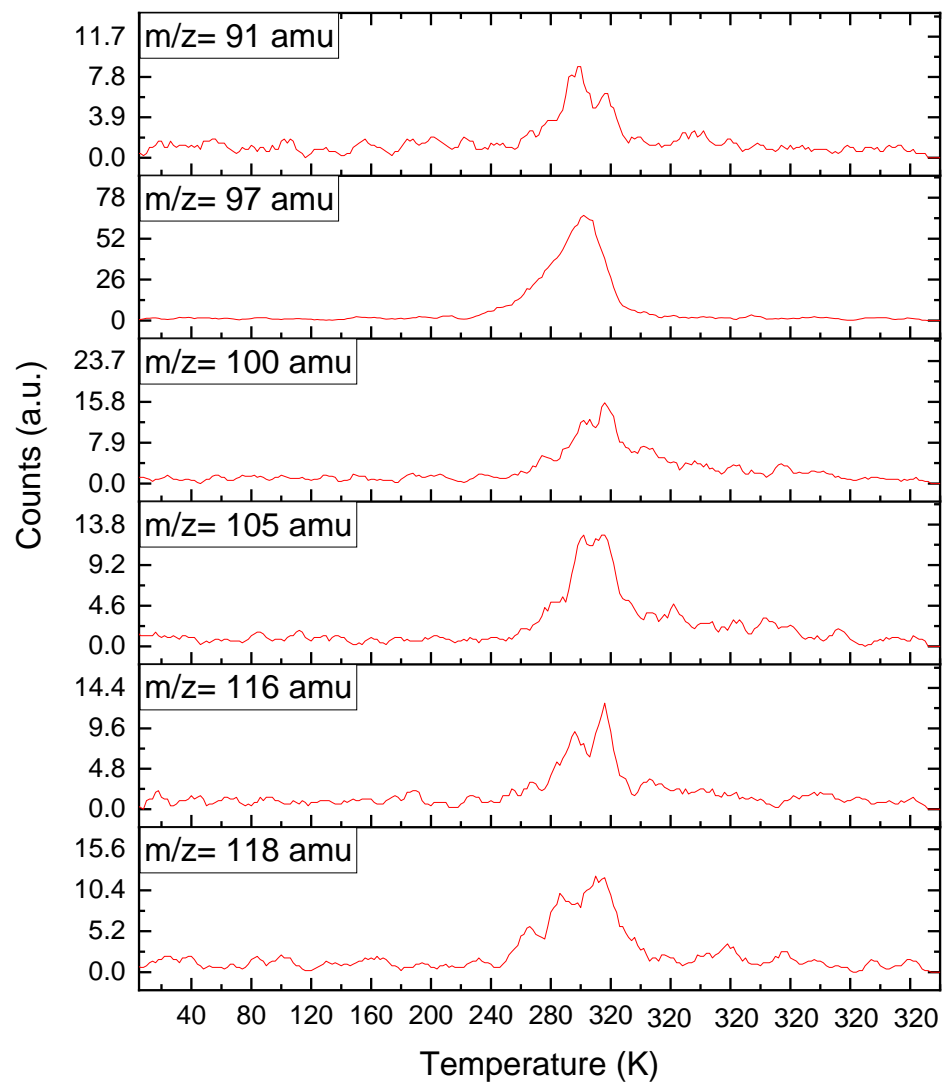 m/z= 91 amu
11.7
7.8
3.9
0.0
m/z= 97 amu
78
52
26
0
m/z= 100 amu
23.7
15.8
7.9
0.0
m/z= 105 amu
13.8
9.2
4.6
0.0
m/z= 116 amu
14.4
9.6
4.8
0.0
m/z= 118 amu
15.6
10.4
5.2
0.0
Counts (a.u.)
40 80 120 160 200 240 280 320 320 320 320 320 320
Temperature (K)